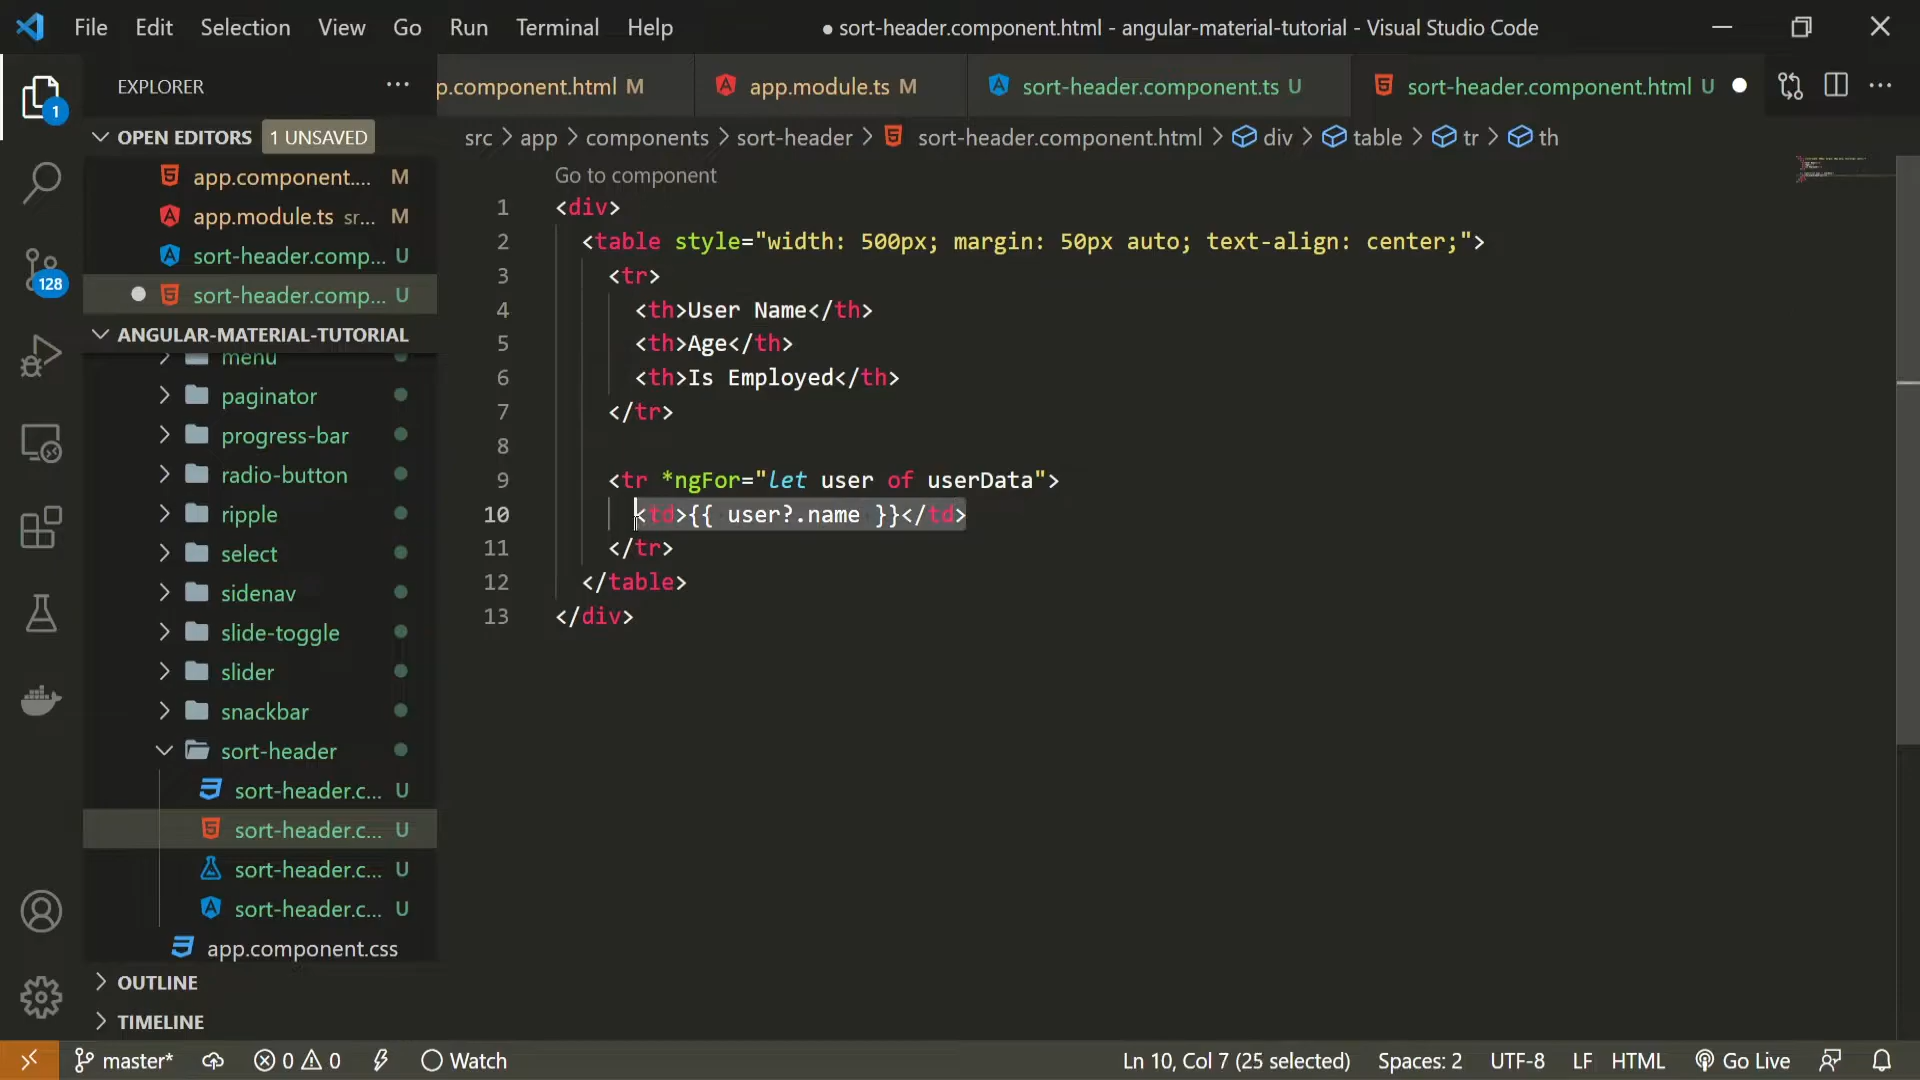 File Edit Selection View Go Run Terminal Help
● sort-header.component.html - angular-material-tutorial - Visual Studio Code
EXPLORER
p.component.html M
app.module.ts M
sort-header.component.ts U
sort-header.component.html U
OPEN EDITORS 1 UNSAVED
src > app > components > sort-header > sort-header.component.html > div > table > tr > th
app.component.... M
app.module.ts sr... M
sort-header.comp... U
sort-header.comp... U
ANGULAR-MATERIAL-TUTORIAL
menu
paginator
progress-bar
radio-button
ripple
select
sidenav
slide-toggle
slider
snackbar
sort-header
sort-header.c... U
sort-header.c... U
sort-header.c... U
sort-header.c... U
app.component.css
OUTLINE
TIMELINE
1
128
Go to component
1 <div>
2 <table style="width: 500px; margin: 50px auto; text-align: center;">
3 <tr>
4 <th>User Name</th>
5 <th>Age</th>
6 <th>Is Employed</th>
7 </tr>
8
9 <tr *ngFor="let user of userData">
10 <td>{{ user?.name }}</td>
11 </tr>
12 </table>
13 </div>
master* 0 0 Watch
Ln 10, Col 7 (25 selected) Spaces: 2 UTF-8 LF HTML Go Live